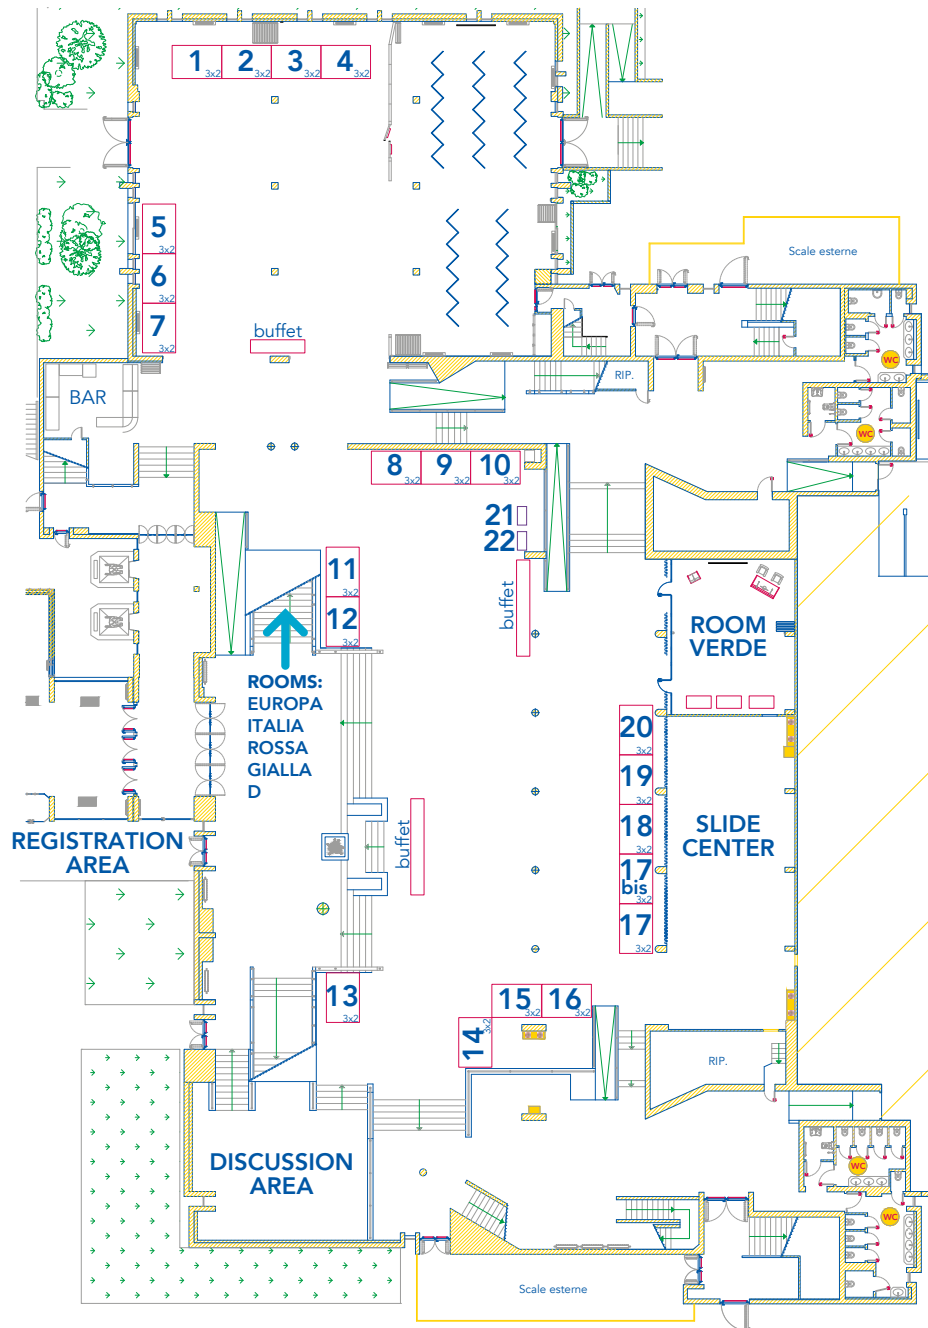 1
3x2
2
3x2
3
3x2
4
3x2
5
3x2
6
3x2
7
3x2
Scale esterne
buffet
BAR
RIP.
WC
WC
8
3x2
9
3x2
10
3x2
21
22
11
3x2
12
3x2
buffet
ROOM
VERDE
ROOMS:
EUROPA
ITALIA
ROSSA
GIALLA
D
20
3x2
19
3x2
18
3x2
17
bis
3x2
17
3x2
SLIDE
CENTER
buffet
REGISTRATION
AREA
13
3x2
14
3x2
15
3x2
16
3x2
RIP.
DISCUSSION
AREA
WC
WC
Scale esterne